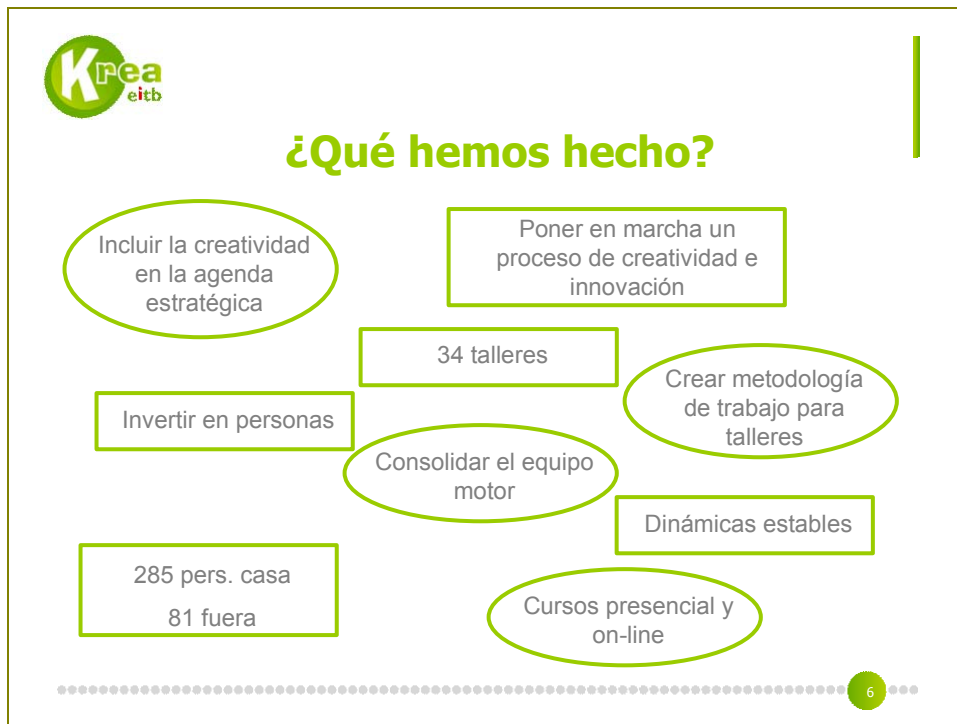 Krea
eitb
¿Qué hemos hecho?
Incluir la creatividad
en la agenda
estratégica
Poner en marcha un
proceso de creatividad e
innovación
34 talleres
Crear metodología
de trabajo para
talleres
Invertir en personas
Consolidar el equipo
motor
Dinámicas estables
285 pers. casa
81 fuera
Cursos presencial y
on-line
6